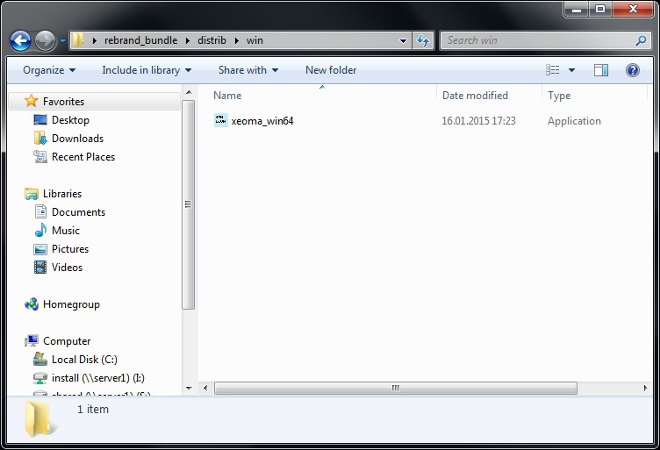 rebrand_bundle distrib win
Search win
Organize Include in library Share with New folder
Favorites
Desktop
Downloads
Recent Places
Libraries
Documents
Music
Pictures
Videos
Homegroup
Computer
Local Disk (C:)
install (\\server1) (I:)
shared (\\server1) (S:)
Name Date modified Type
xeoma_win64 16.01.2015 17:23 Application
1 item